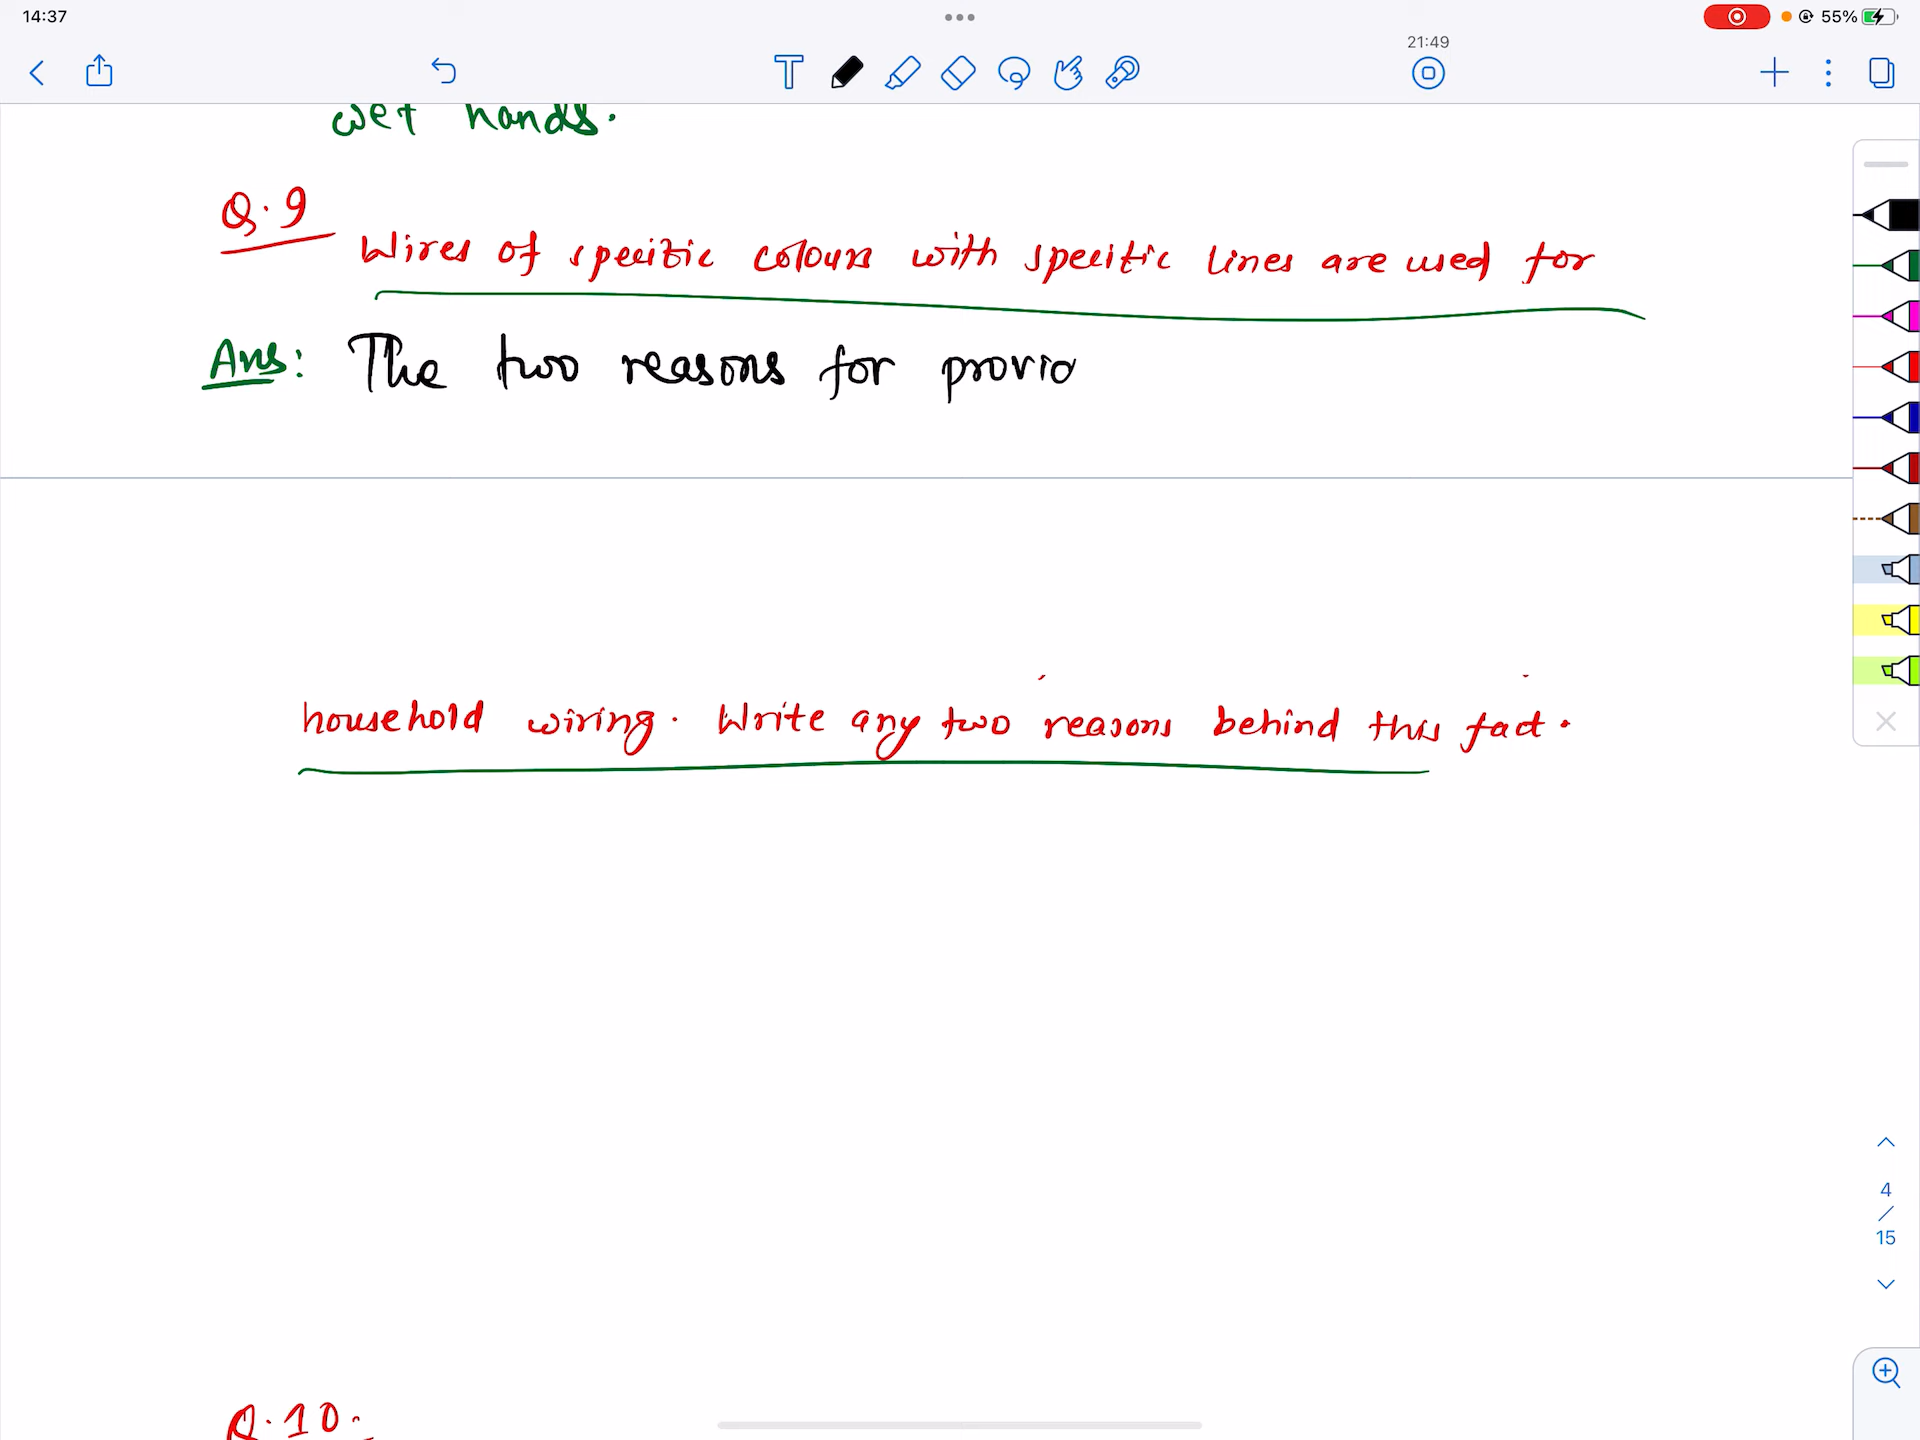 14:37
55%
21:49
wet hands.
Q.9
Wires of specific colours with specific lines are used for
Ans: The two reasons for provid
household wiring. Write any two reasons behind this fact.
4
/
15
Q.10: